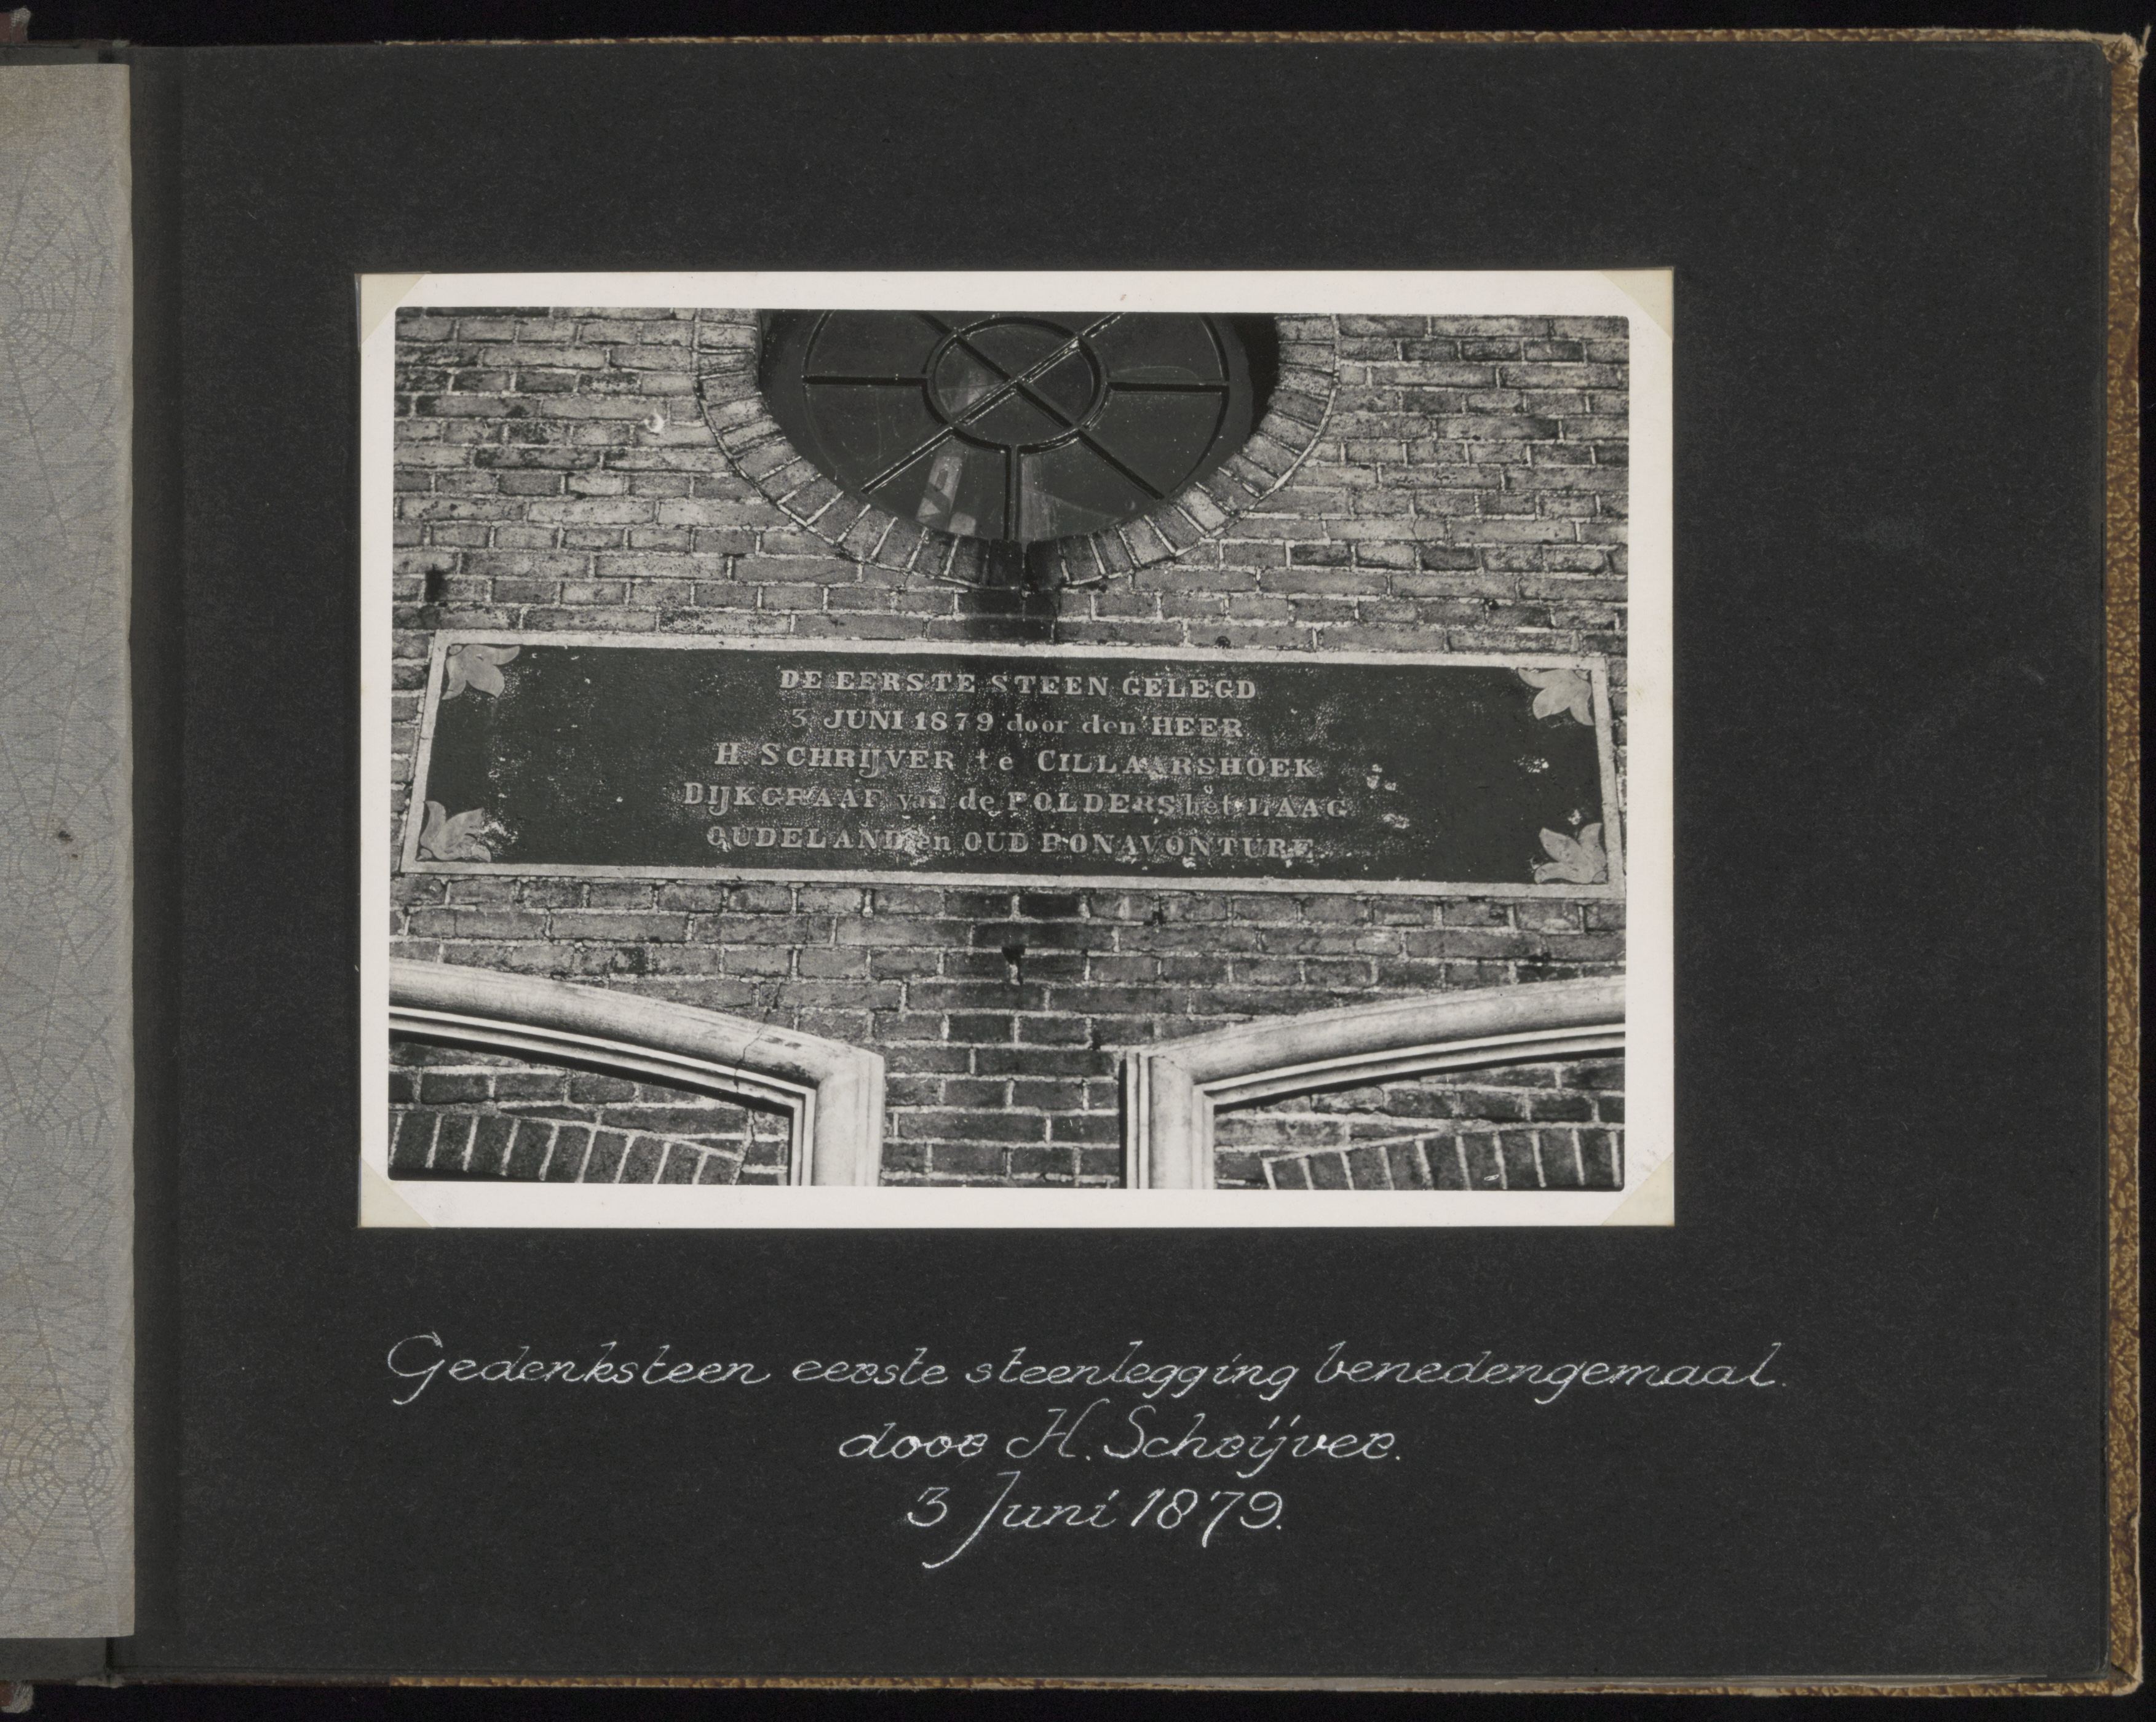 DE EERSTE STEEN GELEGD
3 JUNI 1879 door den HEER
H. SCHRIJVER te CILLAARSHOEK
DIJKGRAAF van de POLDERS het LAAG
OUDELAND en OUD BONAVONTURE
Gedenksteen eerste steenlegging benedengemaal.
door H. Schrijver.
3 Juni 1879.